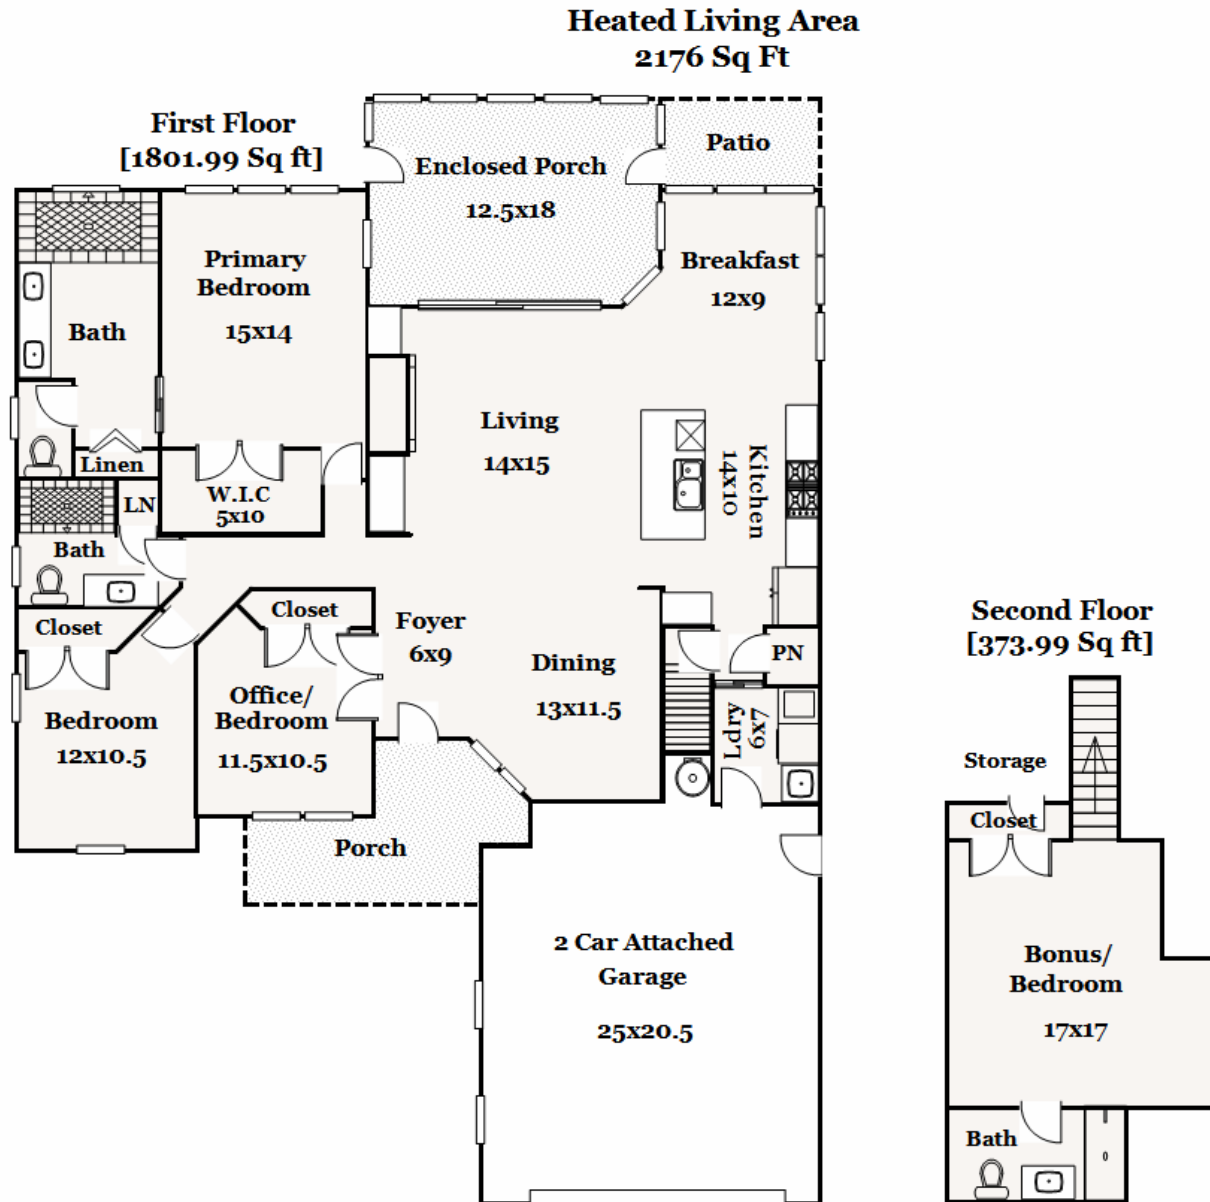 Heated Living Area
2176 Sq Ft
First Floor
[1801.99 Sq ft]
Enclosed Porch
12.5x18
Patio
Primary
Bedroom
15x14
Breakfast
12x9
Bath
Living
14x15
Kitchen
14x10
Linen
W.I.C
5x10
LN
Bath
Closet
Closet
Foyer
6x9
Dining
13x11.5
PN
Office/
Bedroom
11.5x10.5
Bedroom
12x10.5
Ldry
7x9
Porch
2 Car Attached
Garage
25x20.5
Second Floor
[373.99 Sq ft]
Storage
Closet
Bonus/
Bedroom
17x17
Bath